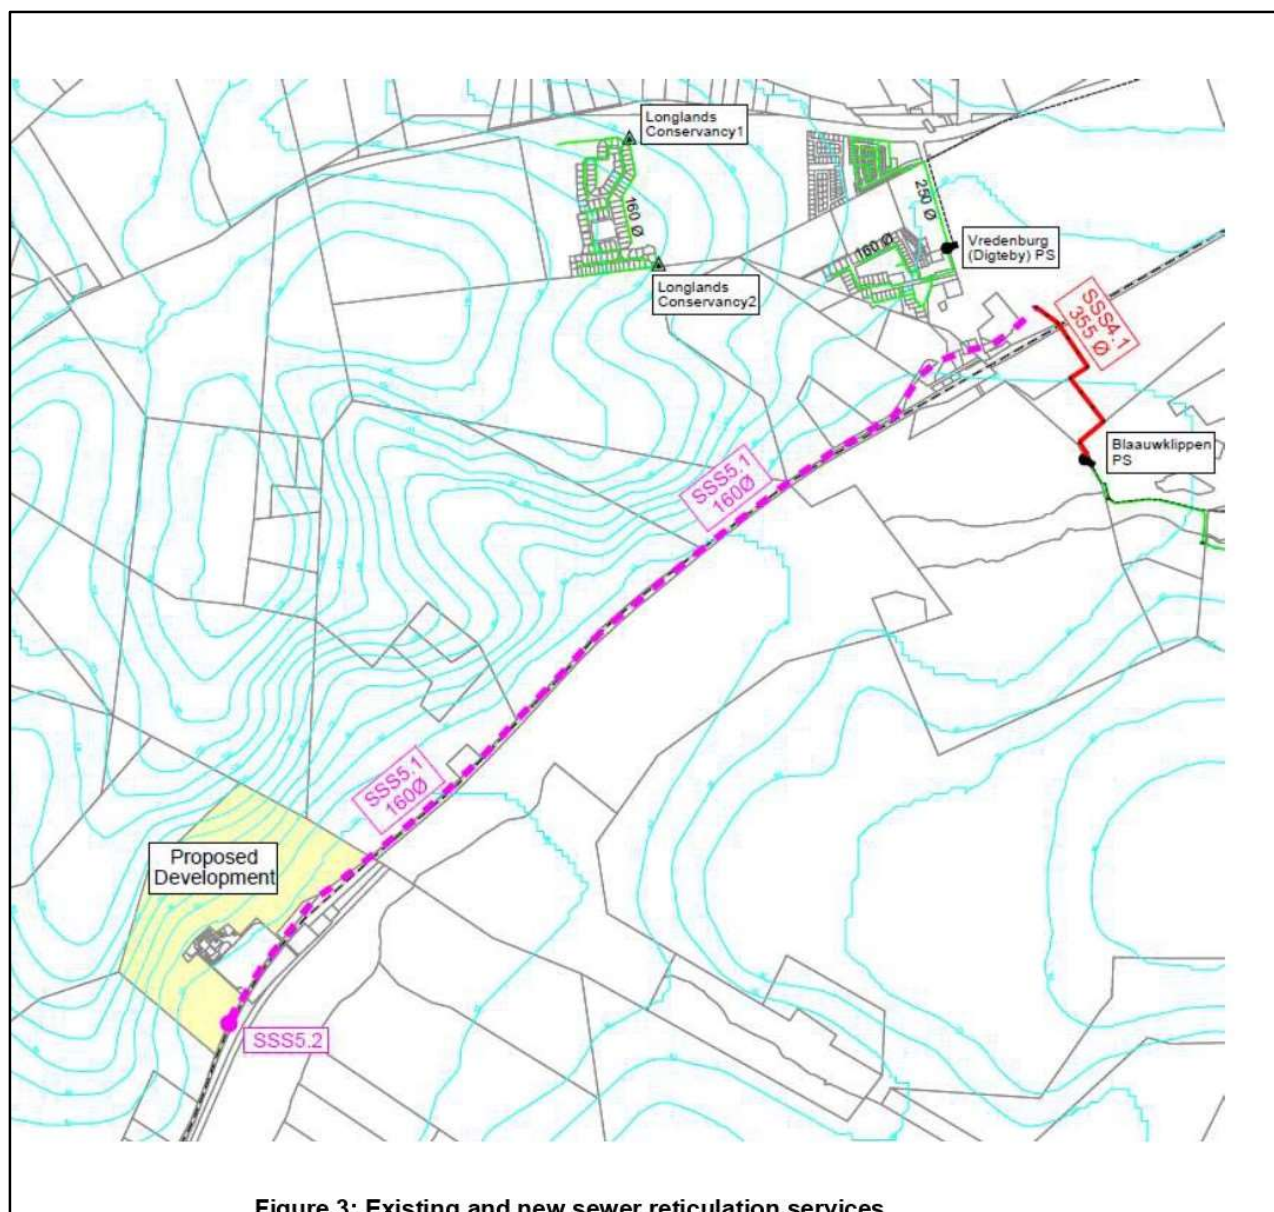 Longlands
Conservancy1
160 Ø
250 Ø
160 Ø
Vredenburg
(Digteby) PS
Longlands
Conservancy2
SSS4.1
355 Ø
Blaauwklippen
PS
SSS5.1
160Ø
SSS5.1
160Ø
Proposed
Development
SSS5.2
Figure 3: Existing and new sewer reticulation services